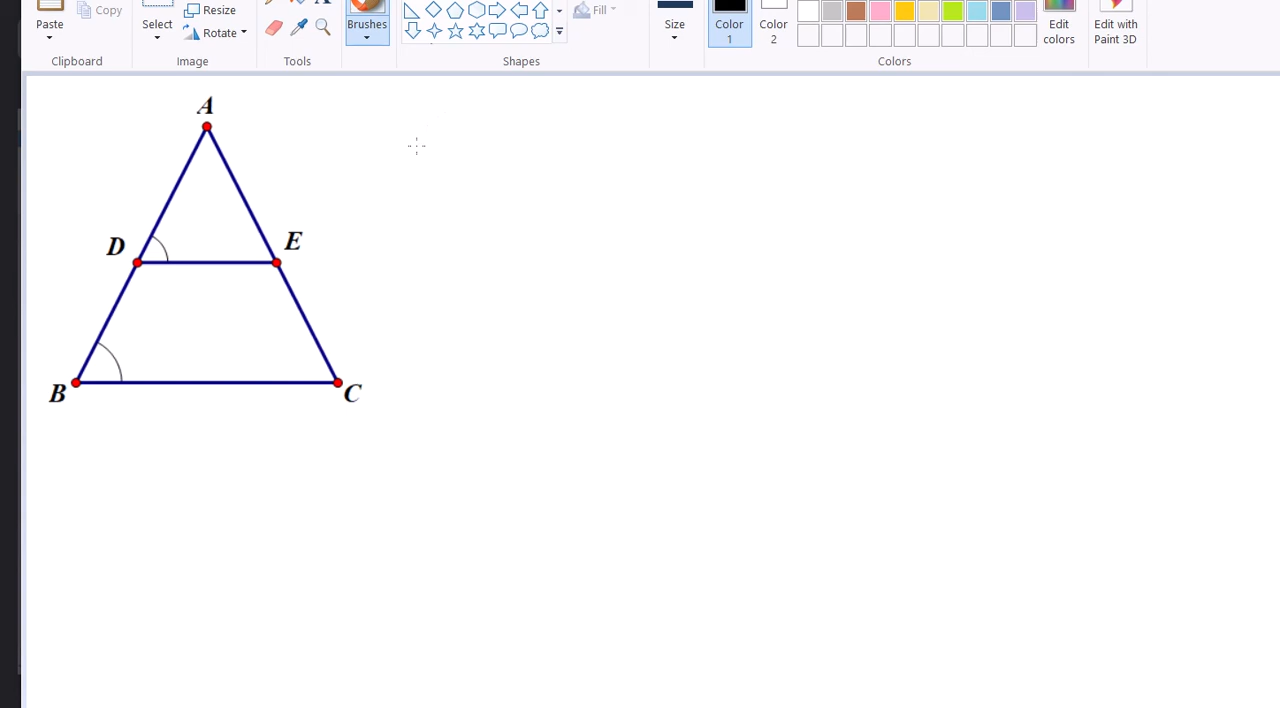 Paste
Copy
Select
Resize
Rotate
A
Brushes
Fill
Size
Color
1
Color
2
Edit
colors
Edit with
Paint 3D
Clipboard
Image
Tools
Shapes
Colors
A
D
E
B
C